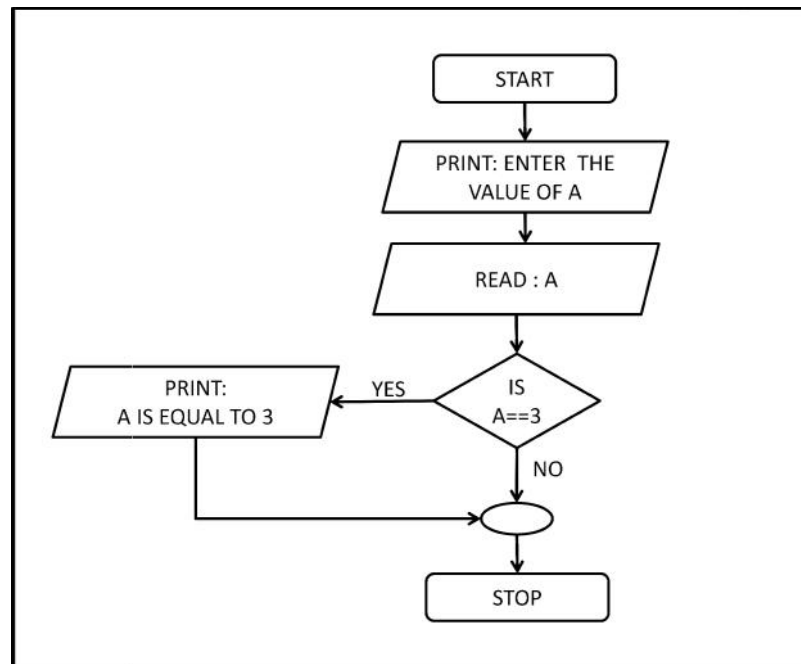 START
PRINT: ENTER THE
VALUE OF A
READ : A
IS
A==3
YES
PRINT:
A IS EQUAL TO 3
NO
STOP